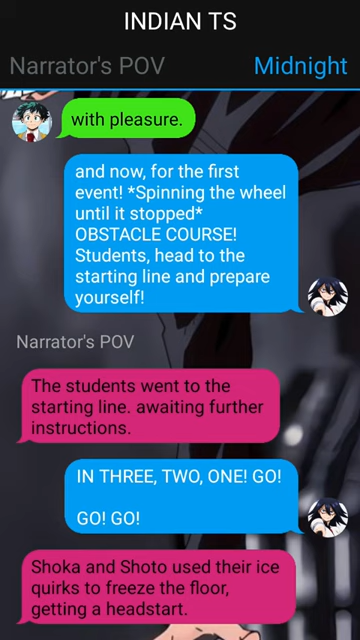 INDIAN TS
Narrator's POV
Midnight
with pleasure.
and now, for the first
event! *Spinning the wheel
until it stopped*
OBSTACLE COURSE!
Students, head to the
starting line and prepare
yourself!
Narrator's POV
The students went to the
starting line. awaiting further
instructions.
IN THREE, TWO, ONE! GO!
GO! GO!
Shoka and Shoto used their ice
quirks to freeze the floor,
getting a headstart.